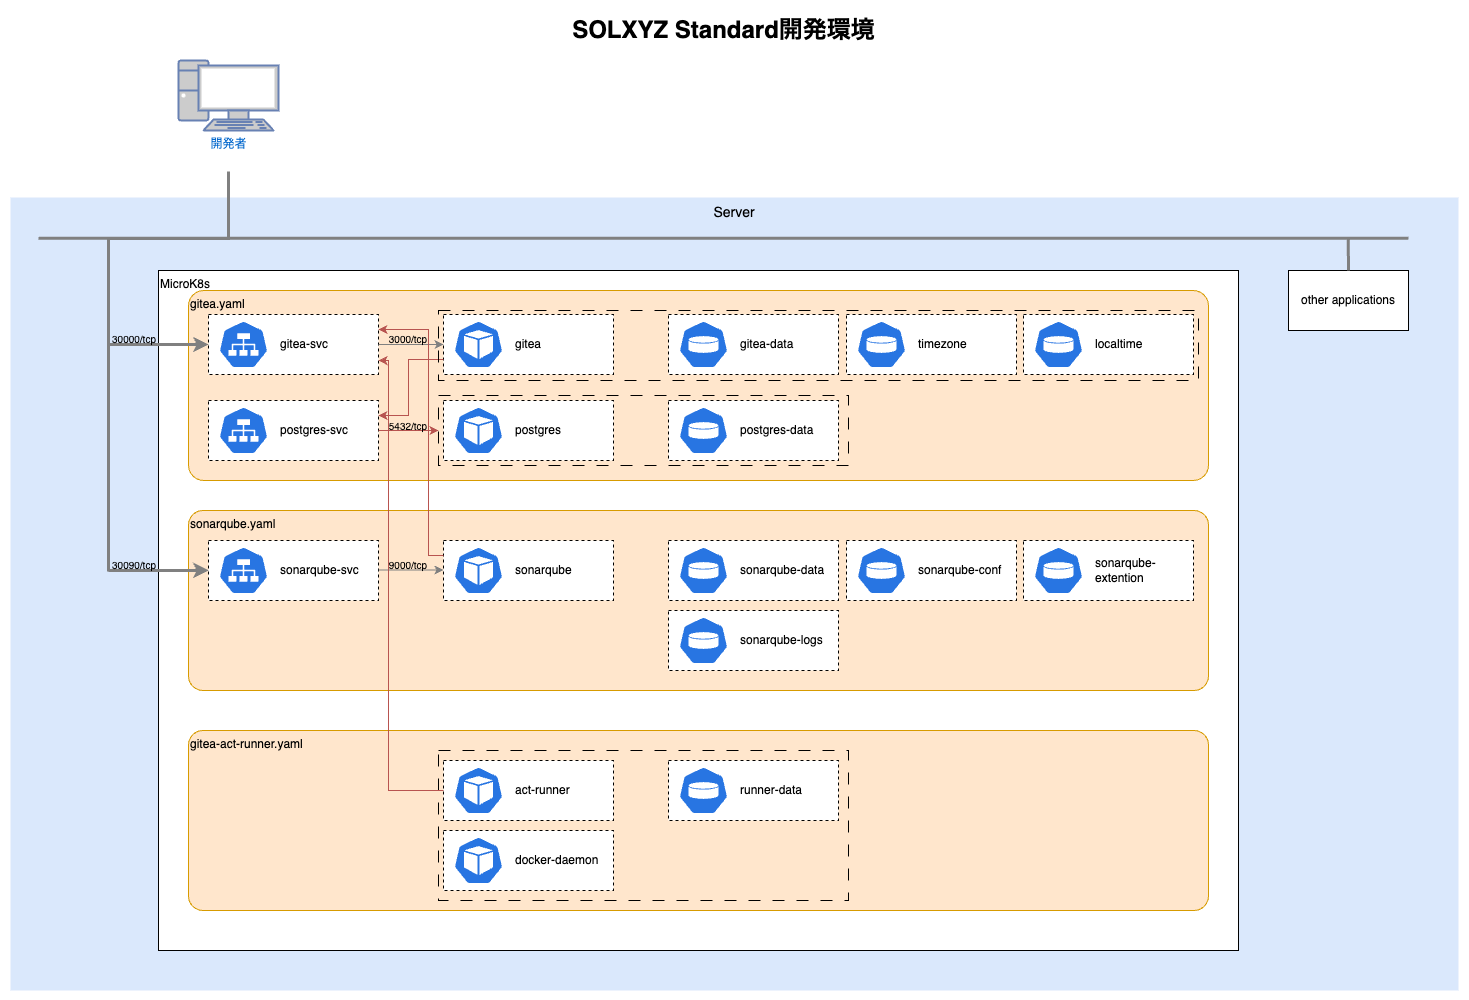 SOLXYZ Standard開発環境
開発者
Server
MicroK8s
other applications
gitea.yaml
30000/tcp
gitea-svc
3000/tcp
gitea
gitea-data
timezone
localtime
postgres-svc
5432/tcp
postgres
postgres-data
sonarqube.yaml
30090/tcp
sonarqube-svc
9000/tcp
sonarqube
sonarqube-data
sonarqube-conf
sonarqube-
extention
sonarqube-logs
gitea-act-runner.yaml
act-runner
runner-data
docker-daemon